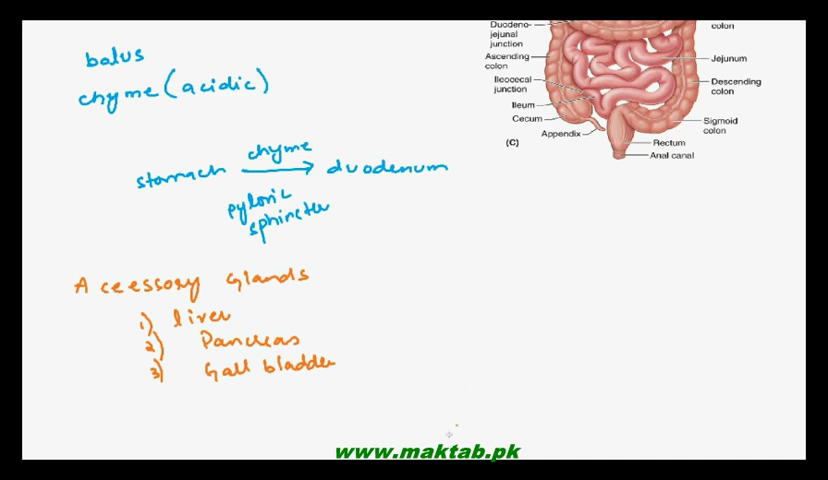 balus
chyme (acidic)
stomach chyme duodenum
pyloric
sphincter
Accessory Glands
1) liver
2) Pancreas
3) Gall bladder
Duodeno-
jejunal
junction
Ascending
colon
Ileocecal
junction
Ileum
Cecum
Appendix
(C)
colon
Jejunum
Descending
colon
Sigmoid
colon
Rectum
Anal canal
www.maktab.pk